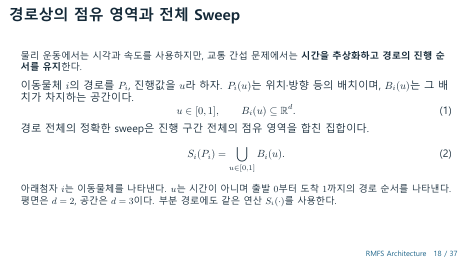 경로상의 점유 영역과 전체 Sweep
물리 운동에서는 시각과 속도를 사용하지만, 교통 간섭 문제에서는 시간을 추상화하고 경로의 진행 순
서를 유지한다.
이동물체 i의 경로를 P_i, 진행값을 u라 하자. P_i(u)는 위치·방향 등의 배치이며, B_i(u)는 그 배
치가 차지하는 공간이다.
u ∈ [0, 1], B_i(u) ⊆ ℝ^d. (1)
경로 전체의 정확한 sweep은 진행 구간 전체의 점유 영역을 합친 집합이다.
S_i(P_i) = ⋃_{u∈[0,1]} B_i(u). (2)
아래첨자 i는 이동물체를 나타낸다. u는 시간이 아니며 출발 0부터 도착 1까지의 경로 순서를 나타낸다.
평면은 d = 2, 공간은 d = 3이다. 부분 경로에도 같은 연산 S_i(·)를 사용한다.
RMFS Architecture 18 / 37